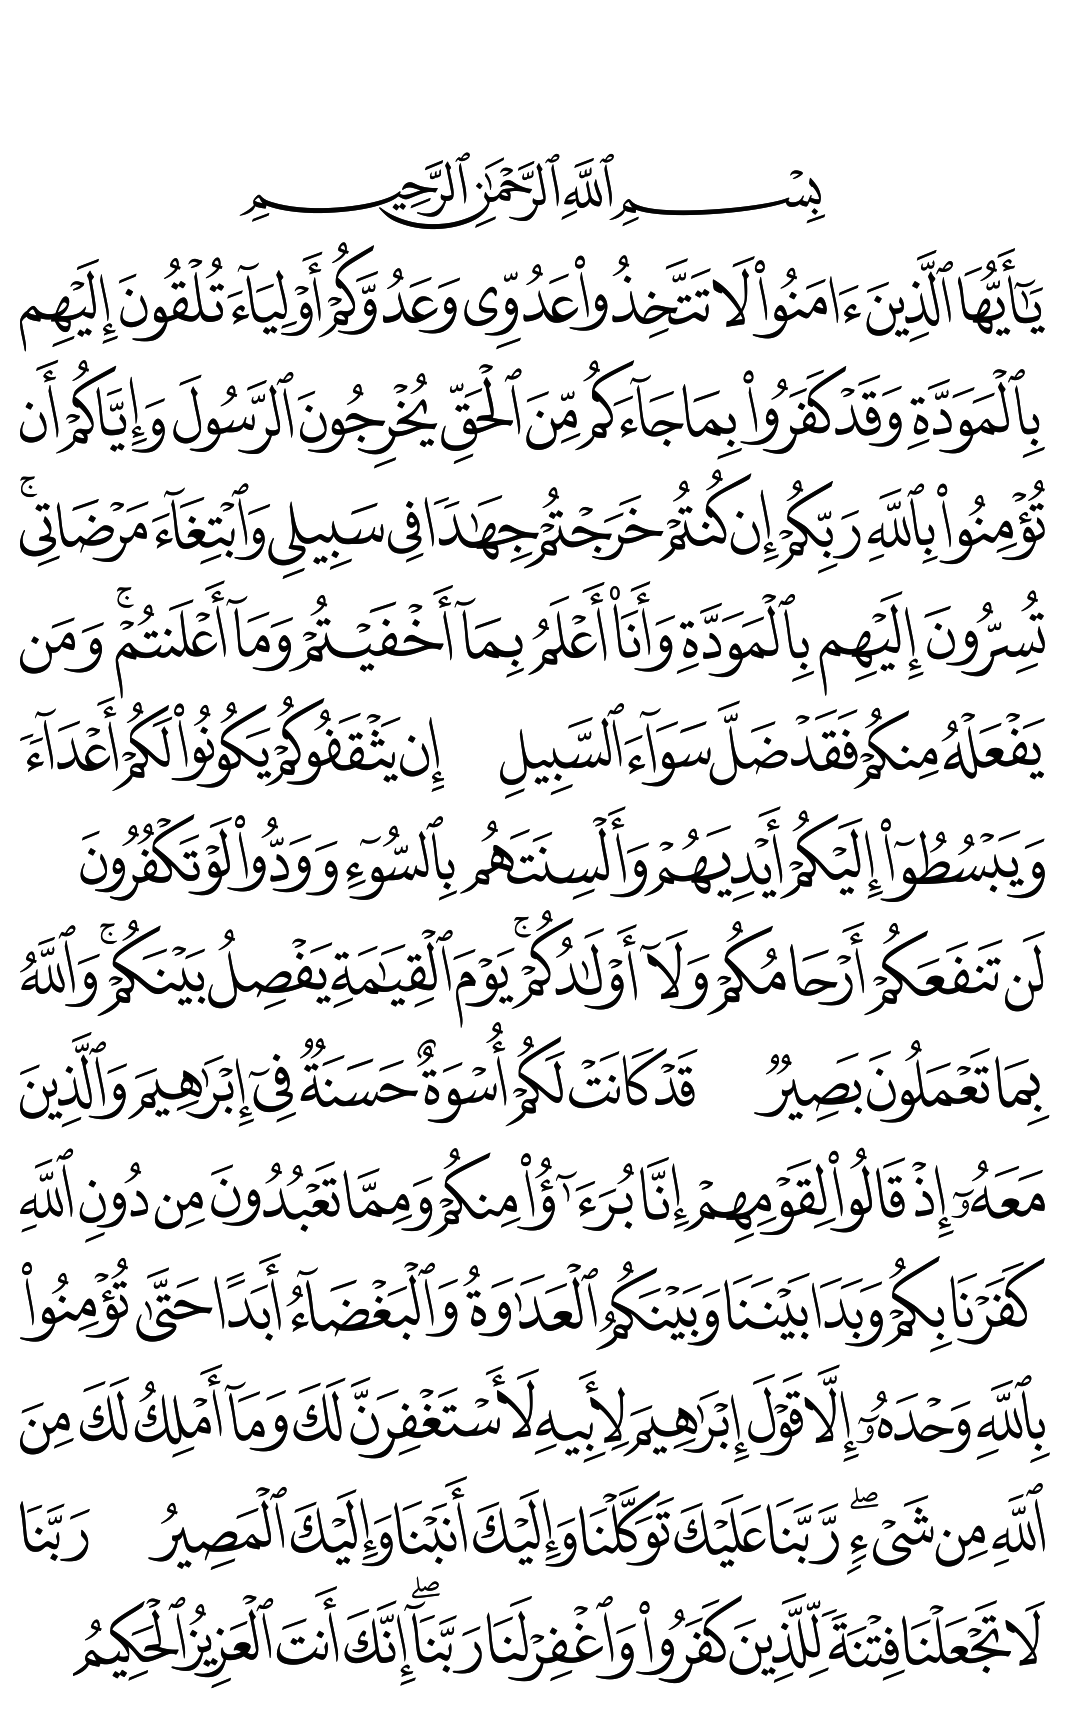 بِسْمِ ٱللَّهِ ٱلرَّحْمَـٰنِ ٱلرَّحِيمِ
يَـٰٓأَيُّهَا ٱلَّذِينَ ءَامَنُوا۟ لَا تَتَّخِذُوا۟ عَدُوِّى وَعَدُوَّكُمْ أَوْلِيَآءَ تُلْقُونَ إِلَيْهِم
بِٱلْمَوَدَّةِ وَقَدْ كَفَرُوا۟ بِمَا جَآءَكُم مِّنَ ٱلْحَقِّ يُخْرِجُونَ ٱلرَّسُولَ وَإِيَّاكُمْ أَن
تُؤْمِنُوا۟ بِٱللَّهِ رَبِّكُمْ إِن كُنتُمْ خَرَجْتُمْ جِهَـٰدًا فِى سَبِيلِى وَٱبْتِغَآءَ مَرْضَاتِى ۚ
تُسِرُّونَ إِلَيْهِم بِٱلْمَوَدَّةِ وَأَنَا۠ أَعْلَمُ بِمَآ أَخْفَيْتُمْ وَمَآ أَعْلَنتُمْ ۚ وَمَن
يَفْعَلْهُ مِنكُمْ فَقَدْ ضَلَّ سَوَآءَ ٱلسَّبِيلِ إِن يَثْقَفُوكُمْ يَكُونُوا۟ لَكُمْ أَعْدَآءً
وَيَبْسُطُوٓا۟ إِلَيْكُمْ أَيْدِيَهُمْ وَأَلْسِنَتَهُم بِٱلسُّوٓءِ وَوَدُّوا۟ لَوْ تَكْفُرُونَ
لَن تَنفَعَكُمْ أَرْحَامُكُمْ وَلَآ أَوْلَـٰدُكُمْ ۚ يَوْمَ ٱلْقِيَـٰمَةِ يَفْصِلُ بَيْنَكُمْ ۚ وَٱللَّهُ
بِمَا تَعْمَلُونَ بَصِيرٌ قَدْ كَانَتْ لَكُمْ أُسْوَةٌ حَسَنَةٌ فِىٓ إِبْرَٰهِيمَ وَٱلَّذِينَ
مَعَهُۥٓ إِذْ قَالُوا۟ لِقَوْمِهِمْ إِنَّا بُرَءَٰٓؤُا۟ مِنكُمْ وَمِمَّا تَعْبُدُونَ مِن دُونِ ٱللَّهِ
كَفَرْنَا بِكُمْ وَبَدَا بَيْنَنَا وَبَيْنَكُمُ ٱلْعَدَٰوَةُ وَٱلْبَغْضَآءُ أَبَدًا حَتَّىٰ تُؤْمِنُوا۟
بِٱللَّهِ وَحْدَهُۥٓ إِلَّا قَوْلَ إِبْرَٰهِيمَ لِأَبِيهِ لَأَسْتَغْفِرَنَّ لَكَ وَمَآ أَمْلِكُ لَكَ مِنَ
ٱللَّهِ مِن شَىْءٍ ۖ رَّبَّنَا عَلَيْكَ تَوَكَّلْنَا وَإِلَيْكَ أَنَبْنَا وَإِلَيْكَ ٱلْمَصِيرُ رَبَّنَا
لَا تَجْعَلْنَا فِتْنَةً لِّلَّذِينَ كَفَرُوا۟ وَٱغْفِرْ لَنَا رَبَّنَآ ۖ إِنَّكَ أَنتَ ٱلْعَزِيزُ ٱلْحَكِيمُ